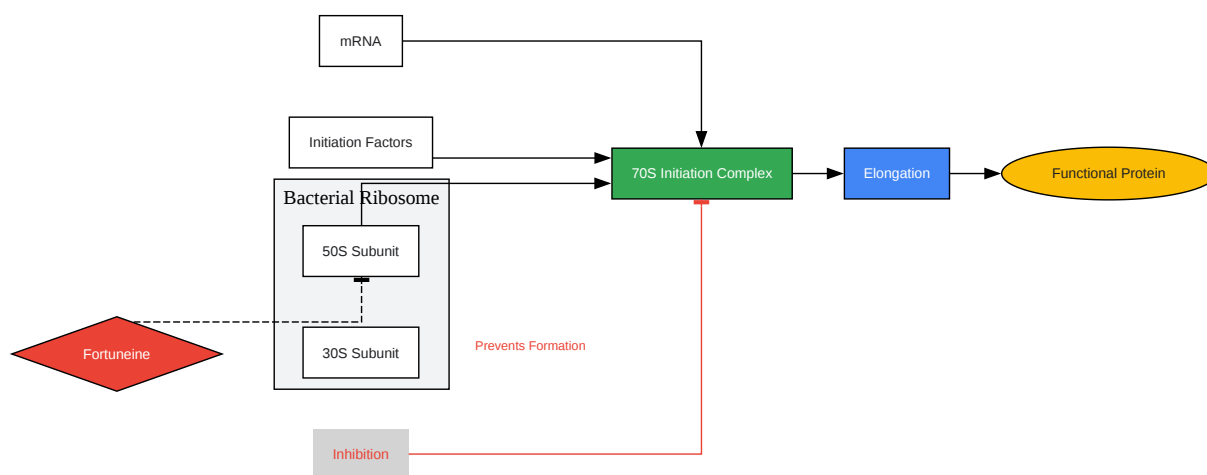 mRNA
Initiation Factors
Bacterial Ribosome
50S Subunit
30S Subunit
Fortuneine
Prevents Formation
Inhibition
70S Initiation Complex
Elongation
Functional Protein